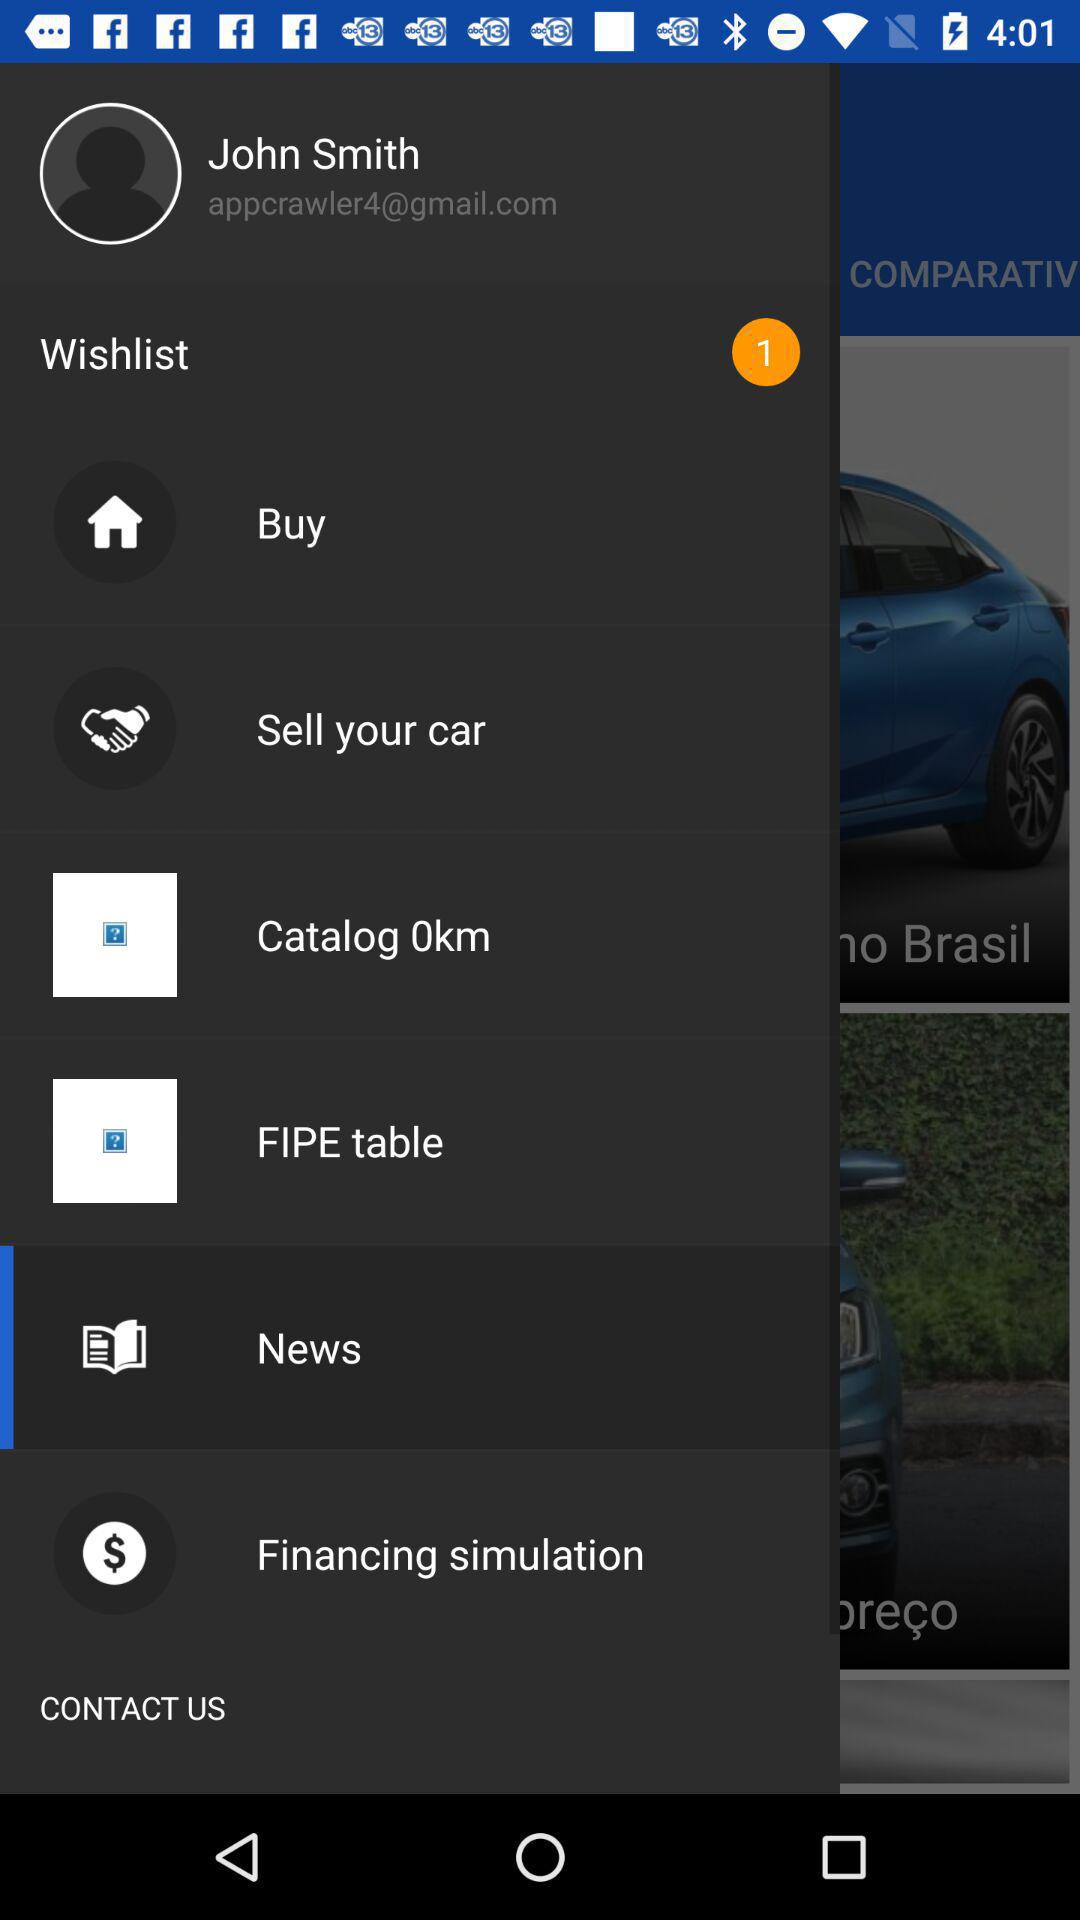 4:01
John Smith
appcrawler4@gmail.com
COMPARATIV
Wishlist 1
Buy
Sell your car
Catalog 0km
no Brasil
FIPE table
News
Financing simulation
preço
CONTACT US